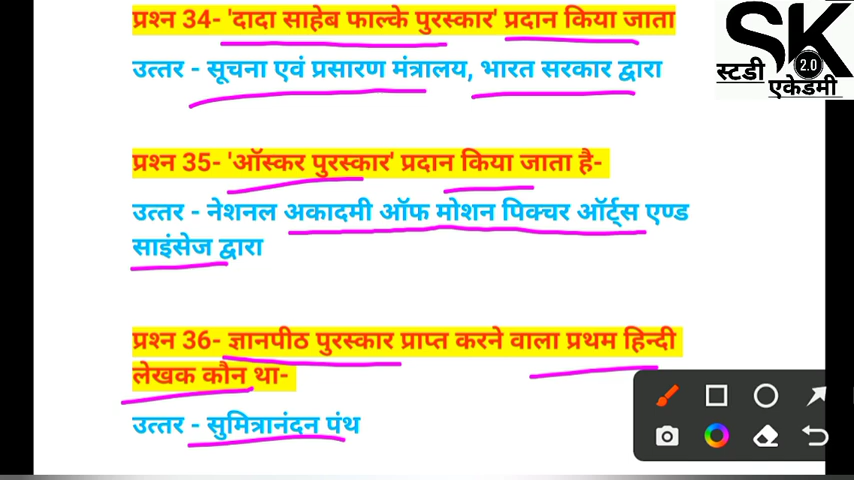 प्रश्न 34- 'दादा साहेब फाल्के पुरस्कार' प्रदान किया जाता
उत्तर - सूचना एवं प्रसारण मंत्रालय, भारत सरकार द्वारा
SK
2.0
स्टडी
एकेडमी
प्रश्न 35- 'ऑस्कर पुरस्कार' प्रदान किया जाता है-
उत्तर - नेशनल अकादमी ऑफ मोशन पिक्चर ऑर्ट्स एण्ड
साइंसेज द्वारा
प्रश्न 36- ज्ञानपीठ पुरस्कार प्राप्त करने वाला प्रथम हिन्दी
लेखक कौन था-
उत्तर - सुमित्रानंदन पंथ